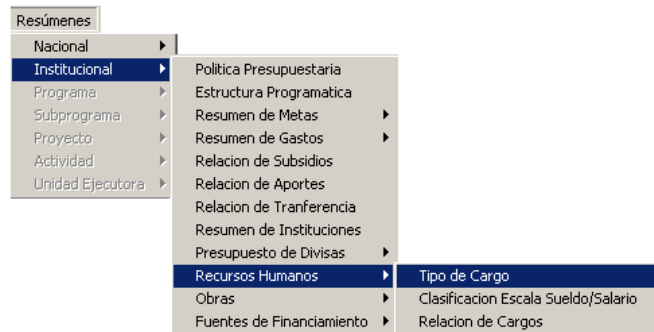 Resúmenes
Nacional
Institucional
Programa
Subprograma
Proyecto
Actividad
Unidad Ejecutora
Politica Presupuestaria
Estructura Programatica
Resumen de Metas
Resumen de Gastos
Relacion de Subsidios
Relacion de Aportes
Relacion de Tranferencia
Resumen de Instituciones
Presupuesto de Divisas
Recursos Humanos
Obras
Fuentes de Financiamiento
Tipo de Cargo
Clasificacion Escala Sueldo/Salario
Relacion de Cargos